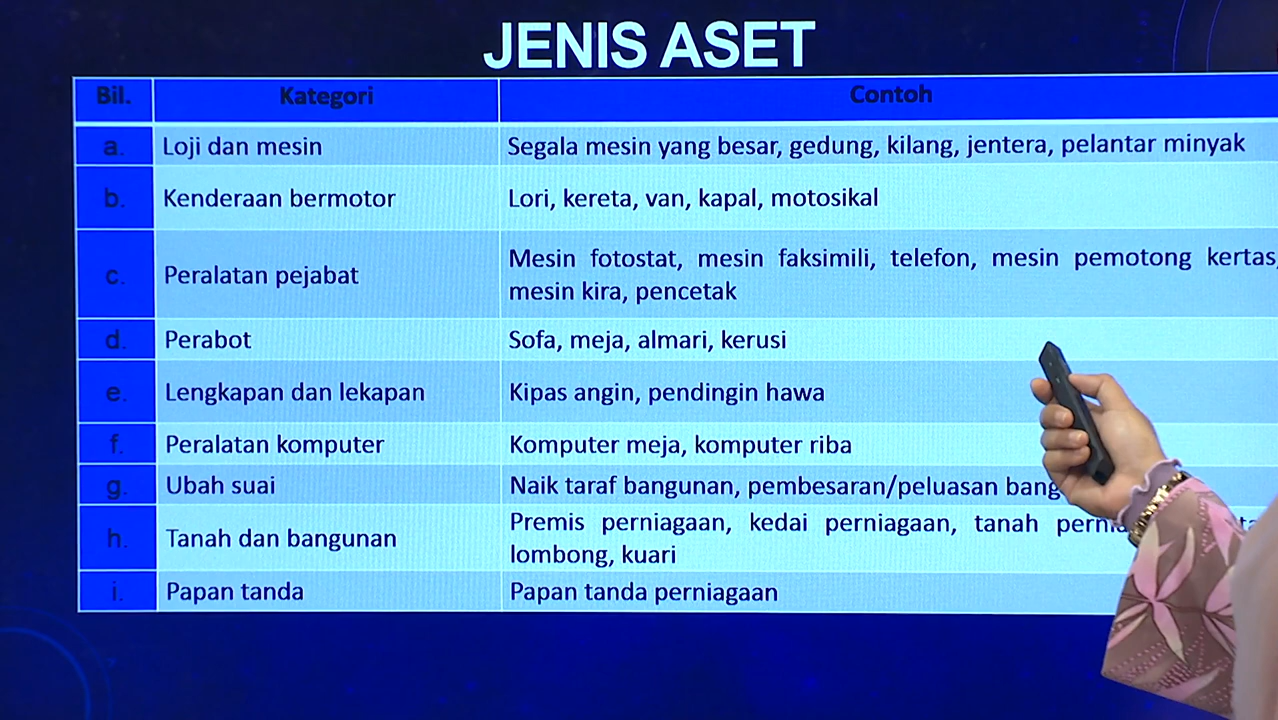 JENIS ASET
Bil. Kategori Contoh
a. Loji dan mesin Segala mesin yang besar, gedung, kilang, jentera, pelantar minyak
b. Kenderaan bermotor Lori, kereta, van, kapal, motosikal
c. Peralatan pejabat Mesin fotostat, mesin faksimili, telefon, mesin pemotong kertas,
mesin kira, pencetak
d. Perabot Sofa, meja, almari, kerusi
e. Lengkapan dan lekapan Kipas angin, pendingin hawa
f. Peralatan komputer Komputer meja, komputer riba
g. Ubah suai Naik taraf bangunan, pembesaran/peluasan
h. Tanah dan bangunan Premis perniagaan, kedai perniagaan, tanah
lombong, kuari
i. Papan tanda Papan tanda perniagaan